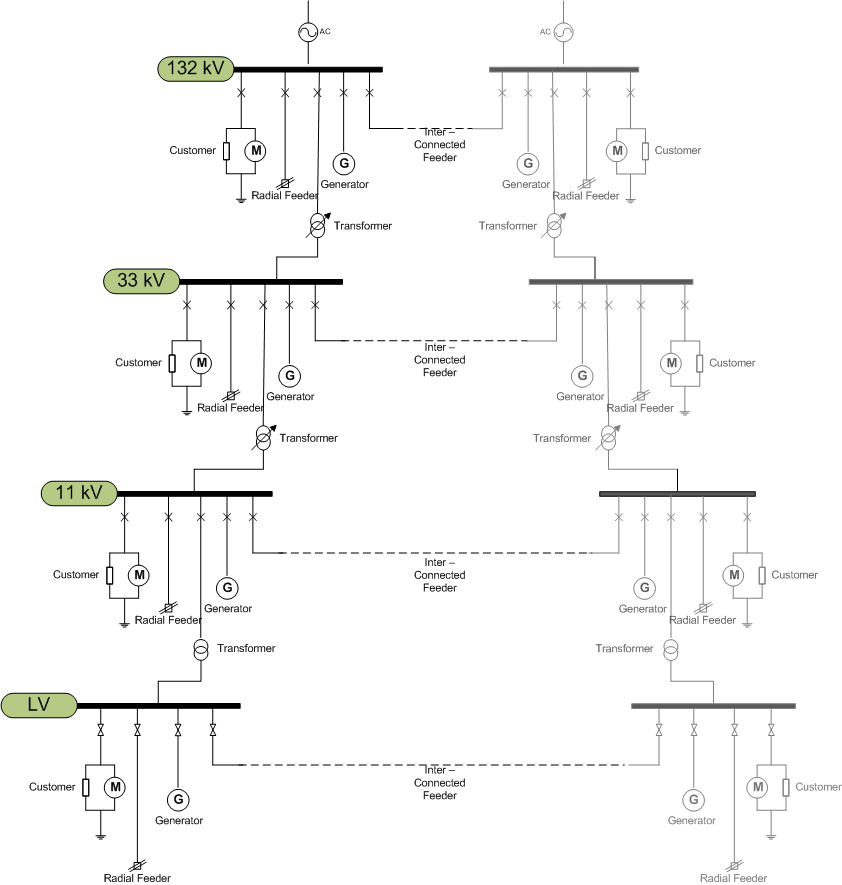 AC
AC
132 kV
Inter –
Connected
Feeder
Customer
M
M
Customer
G
G
Generator
Generator
Radial Feeder
Radial Feeder
Transformer
Transformer
33 kV
Inter –
Connected
Feeder
Customer
M
M
Customer
G
G
Generator
Generator
Radial Feeder
Radial Feeder
Transformer
Transformer
11 kV
Inter –
Connected
Feeder
Customer
M
M
Customer
G
G
Generator
Generator
Radial Feeder
Radial Feeder
Transformer
Transformer
LV
Inter –
Connected
Feeder
Customer
M
M
Customer
G
G
Generator
Generator
Radial Feeder
Radial Feeder